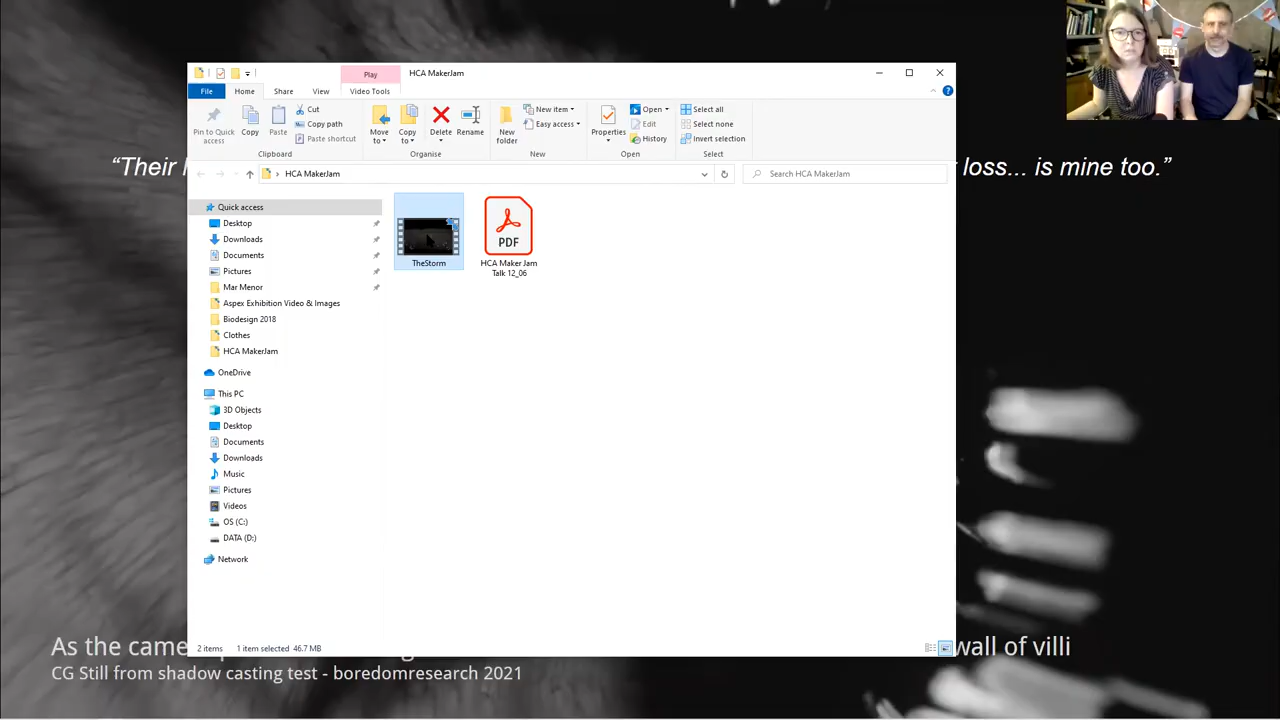 Play
HCA MakerJam
File
Home
Share
View
Video Tools
Pin to Quick access
Copy
Paste
Cut
Copy path
Paste shortcut
Clipboard
Move to
Copy to
Delete
Rename
Organise
New folder
New item
Easy access
New
Properties
Open
Edit
History
Open
Select all
Select none
Invert selection
Select
“Their
loss... is mine too.”
HCA MakerJam
Search HCA MakerJam
Quick access
Desktop
Downloads
Documents
Pictures
Mar Menor
Aspex Exhibition Video & Images
Biodesign 2018
Clothes
HCA MakerJam
OneDrive
This PC
3D Objects
Desktop
Documents
Downloads
Music
Pictures
Videos
OS (C:)
DATA (D:)
Network
TheStorm
PDF
HCA Maker Jam
Talk 12_06
2 items
1 item selected 46.7 MB
As the came
wall of villi
CG Still from shadow casting test - boredomresearch 2021